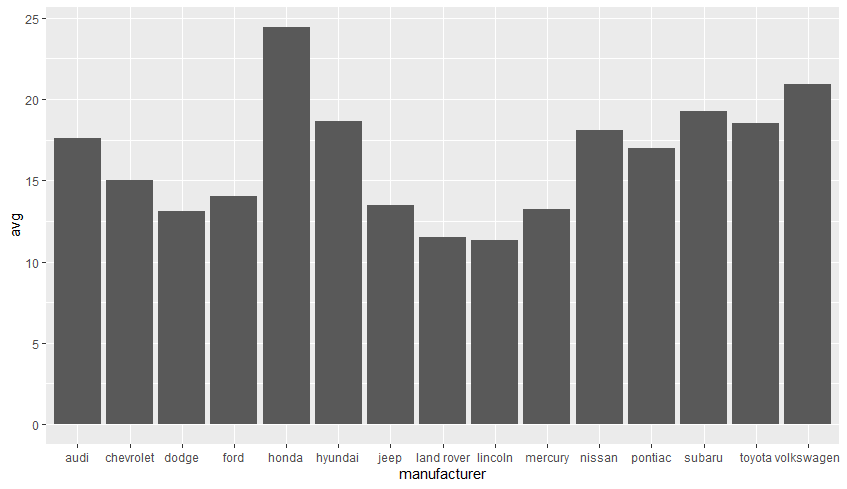 25
20
15
10
5
0
avg
audi chevrolet dodge ford honda hyundai jeep land rover lincoln mercury nissan pontiac subaru toyota volkswagen
manufacturer